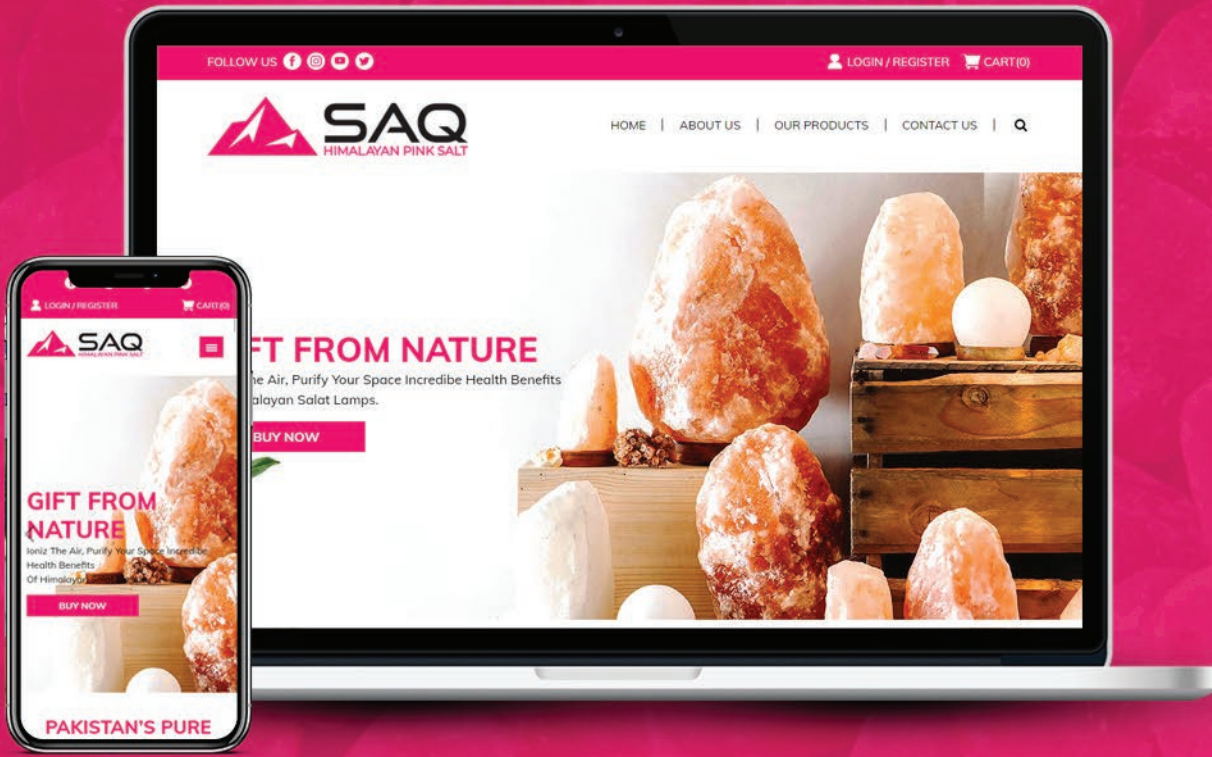 FOLLOW US
LOGIN / REGISTER
CART(0)
SAQ
HIMALAYAN PINK SALT
HOME | ABOUT US | OUR PRODUCTS | CONTACT US |
FT FROM NATURE
he Air, Purify Your Space Incredibe Health Benefits
alayan Salat Lamps.
BUY NOW
LOGIN / REGISTER
CART(0)
SAQ
HIMALAYAN PINK SALT
GIFT FROM
NATURE
Ioniz The Air, Purify Your Space Incredibe
Health Benefits
Of Himalayan
BUY NOW
PAKISTAN'S PURE